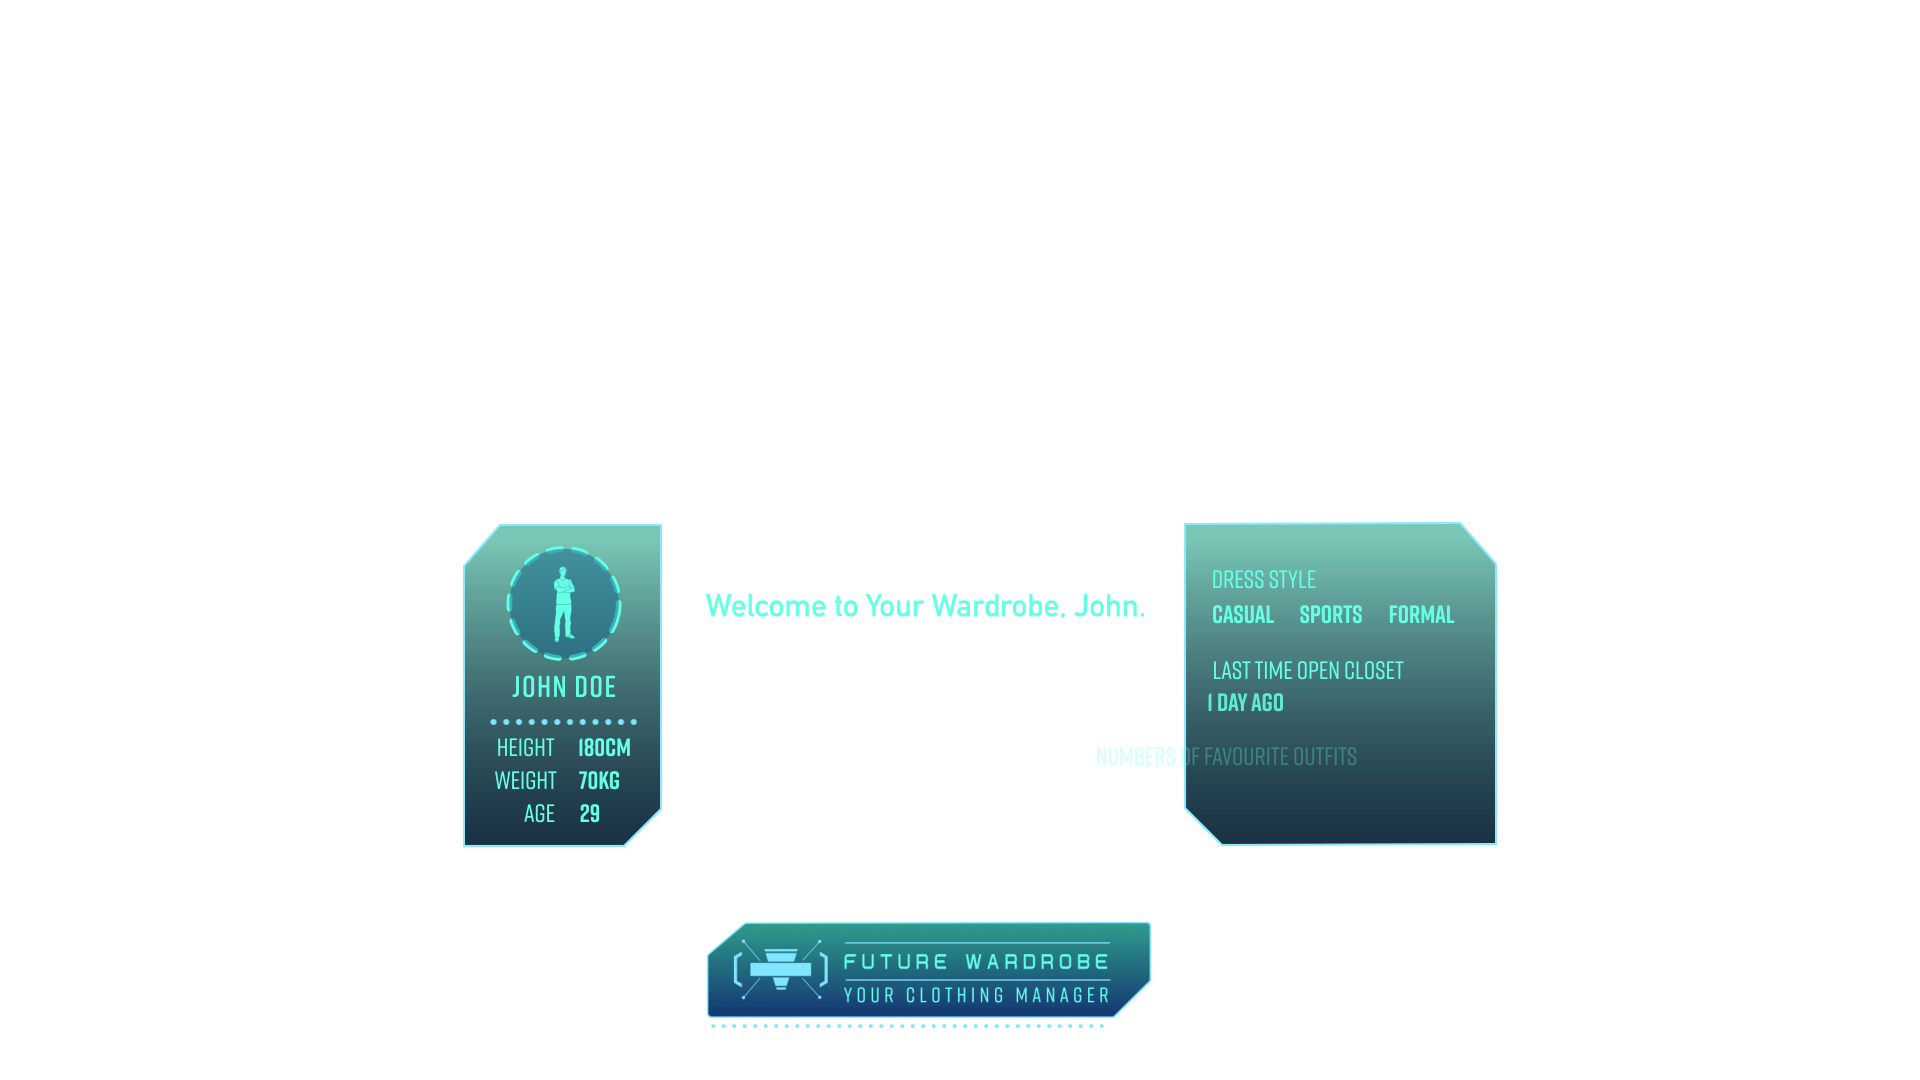 JOHN DOE
HEIGHT 180CM
WEIGHT 70KG
AGE 29
Welcome to Your Wardrobe, John.
DRESS STYLE
CASUAL SPORTS FORMAL
LAST TIME OPEN CLOSET
1 DAY AGO
NUMBERS OF FAVOURITE OUTFITS
FUTURE WARDROBE
YOUR CLOTHING MANAGER